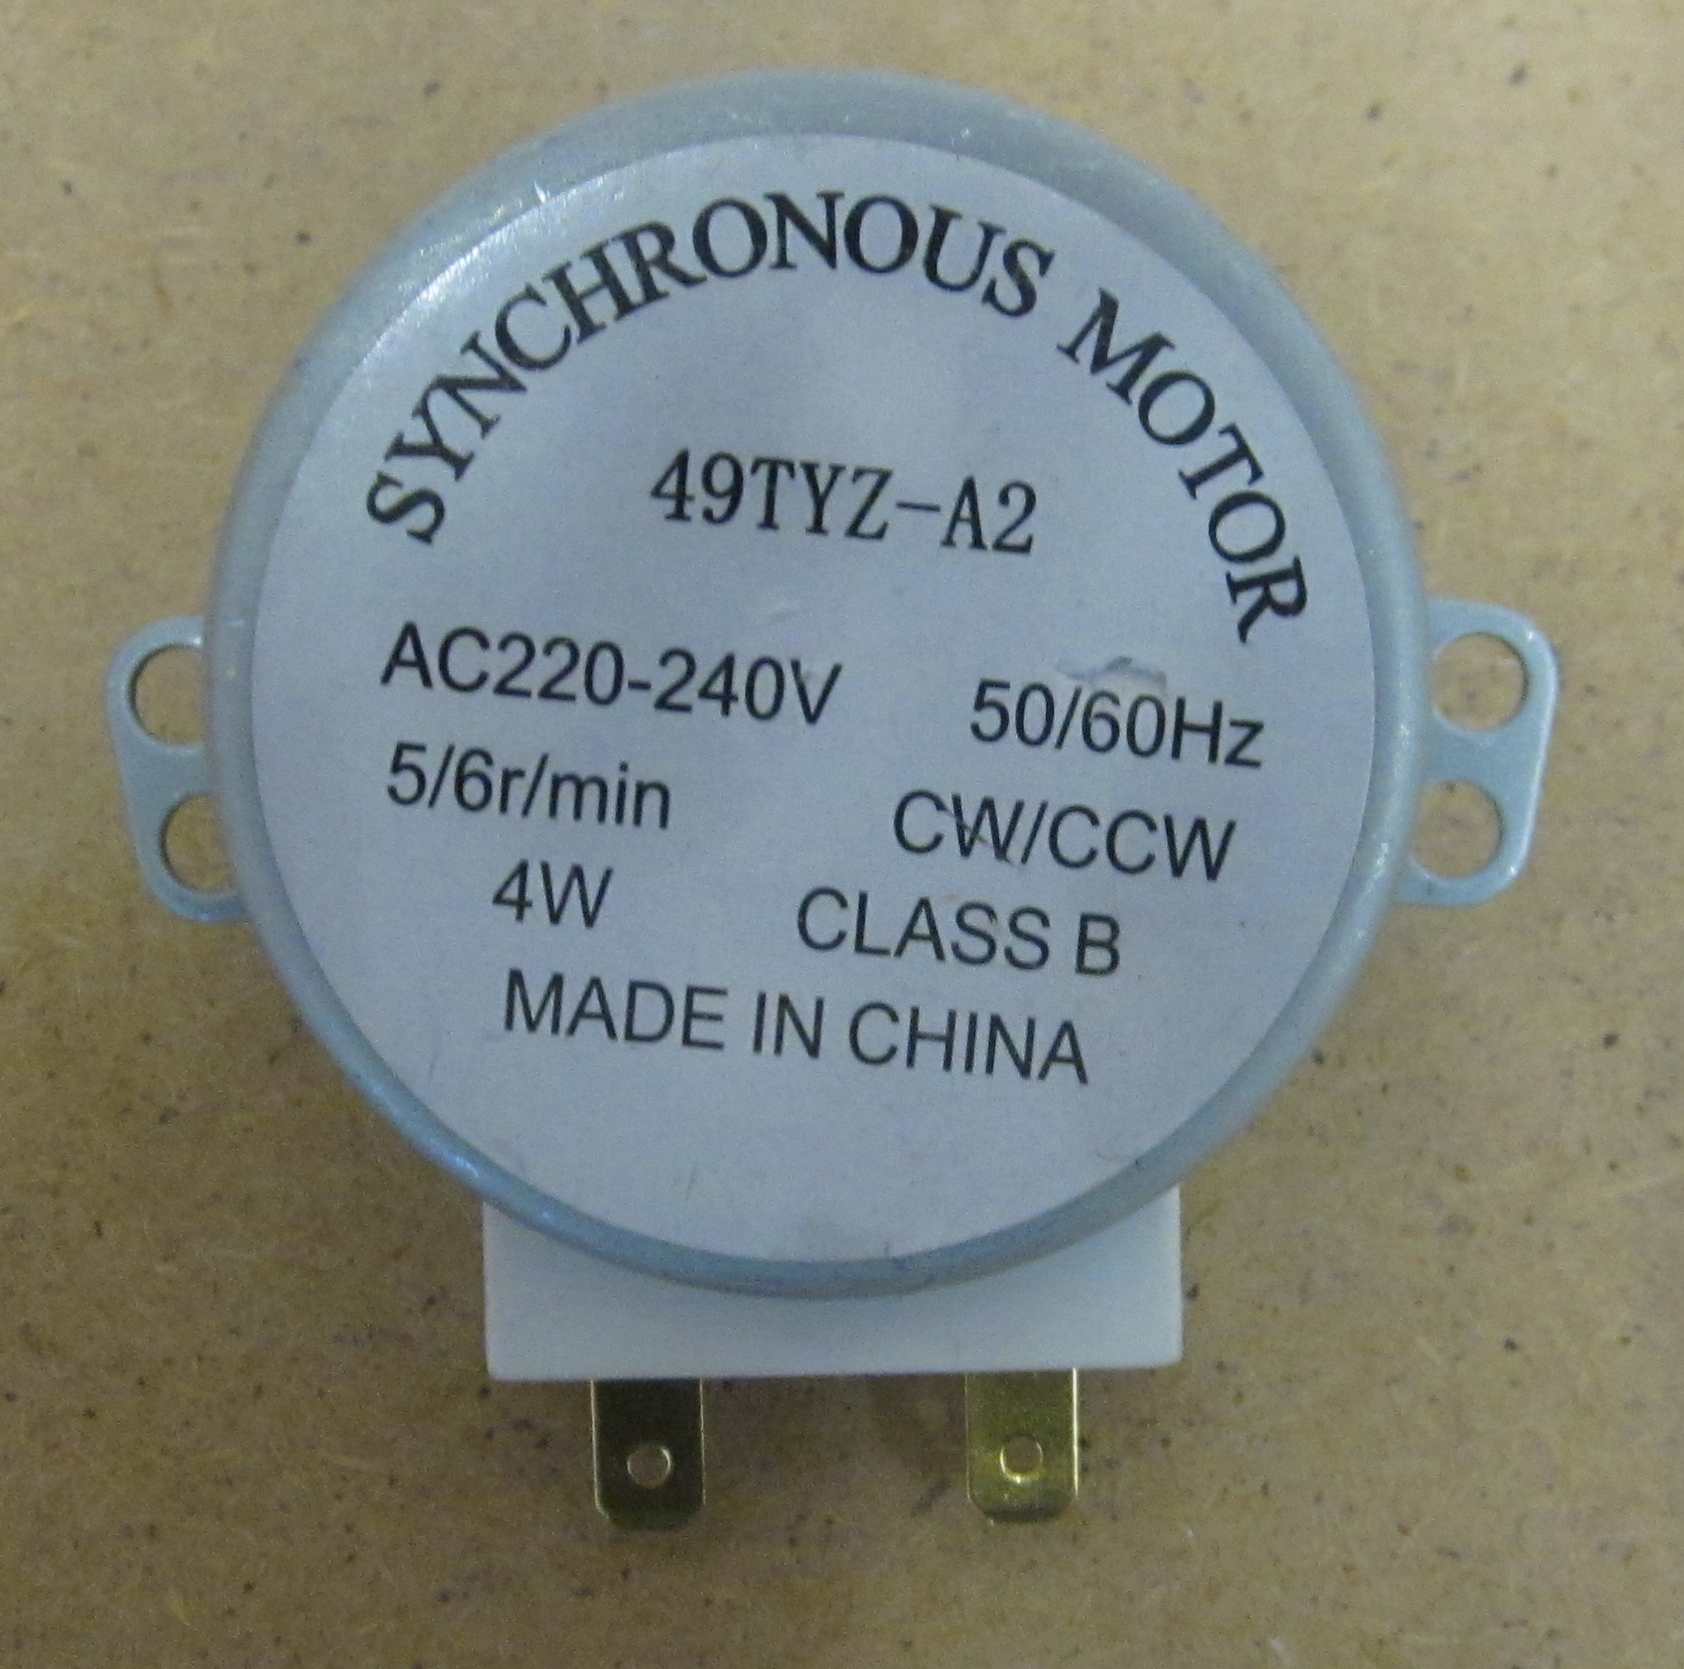 SYNCHRONOUS MOTOR
49TYZ-A2
AC220-240V 50/60Hz
5/6r/min CW/CCW
4W CLASS B
MADE IN CHINA